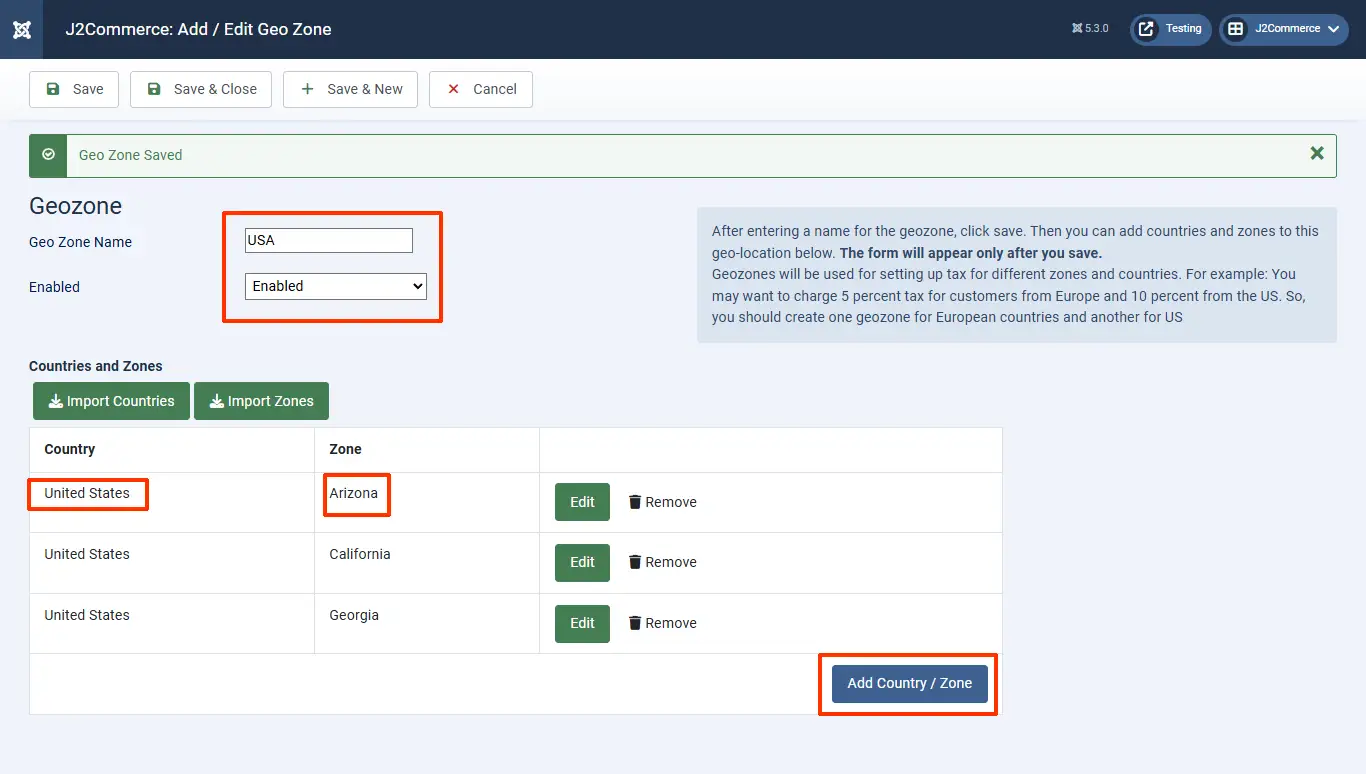 J2Commerce: Add / Edit Geo Zone
5.3.0
Testing
J2Commerce
Save
Save & Close
Save & New
Cancel
Geo Zone Saved
Geozone
Geo Zone Name
USA
Enabled
Enabled
After entering a name for the geozone, click save. Then you can add countries and zones to this
geo-location below. The form will appear only after you save.
Geozones will be used for setting up tax for different zones and countries. For example: You
may want to charge 5 percent tax for customers from Europe and 10 percent from the US. So,
you should create one geozone for European countries and another for US
Countries and Zones
Import Countries
Import Zones
Country Zone
United States Arizona Edit Remove
United States California Edit Remove
United States Georgia Edit Remove
Add Country / Zone